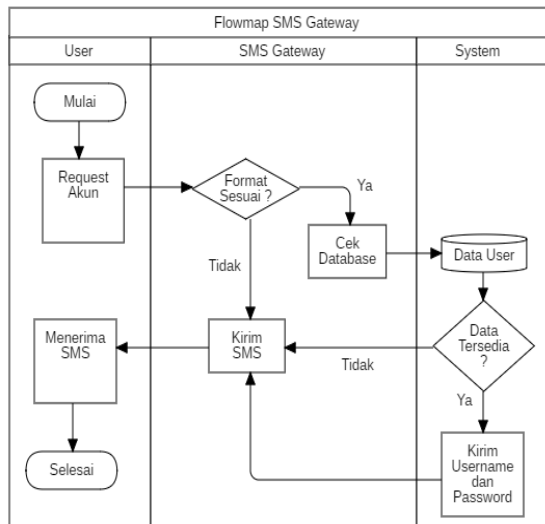 Flowmap SMS Gateway
User
SMS Gateway
System
Mulai
Request
Akun
Format
Sesuai ?
Ya
Cek
Database
Data User
Tidak
Menerima
SMS
Kirim
SMS
Tidak
Data
Tersedia
?
Ya
Selesai
Kirim
Username
dan
Password